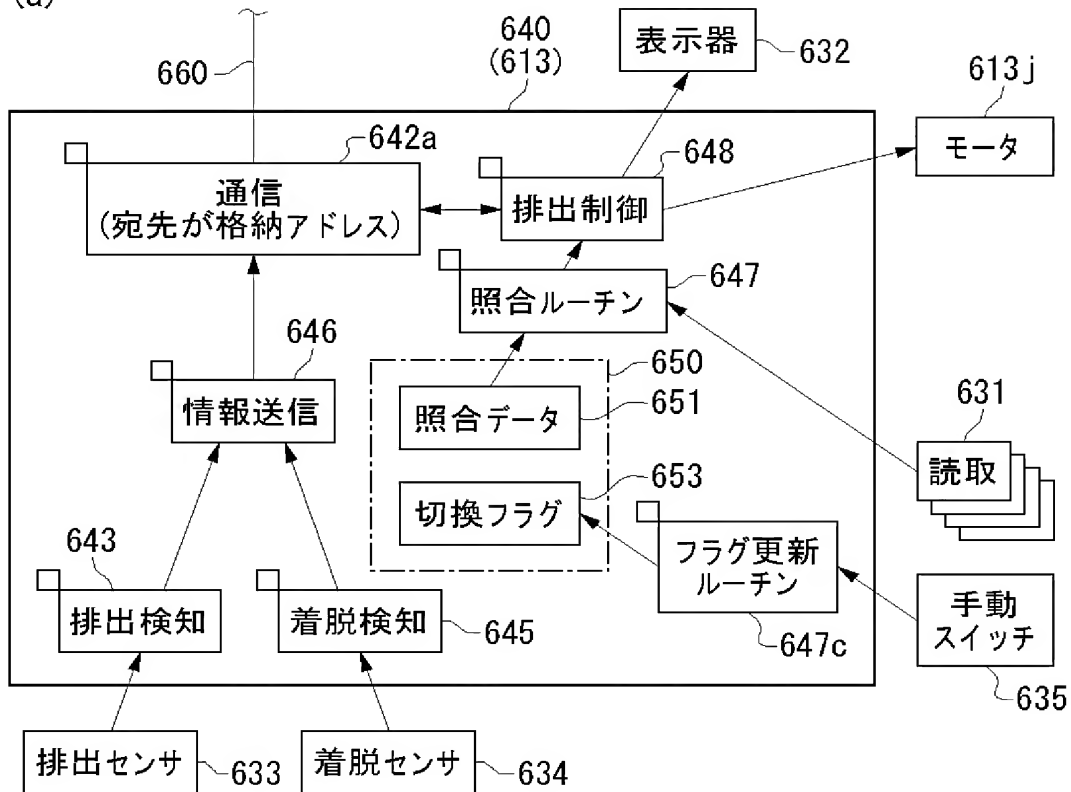 (a)
640
(613)
表示器
632
660
613j
モータ
642a
通信
(宛先が格納アドレス)
648
排出制御
647
照合ルーチン
646
情報送信
650
照合データ
651
631
読取
切換フラグ
653
643
排出検知
着脱検知
645
フラグ更新
ルーチン
647c
手動
スイッチ
635
排出センサ
633
着脱センサ
634